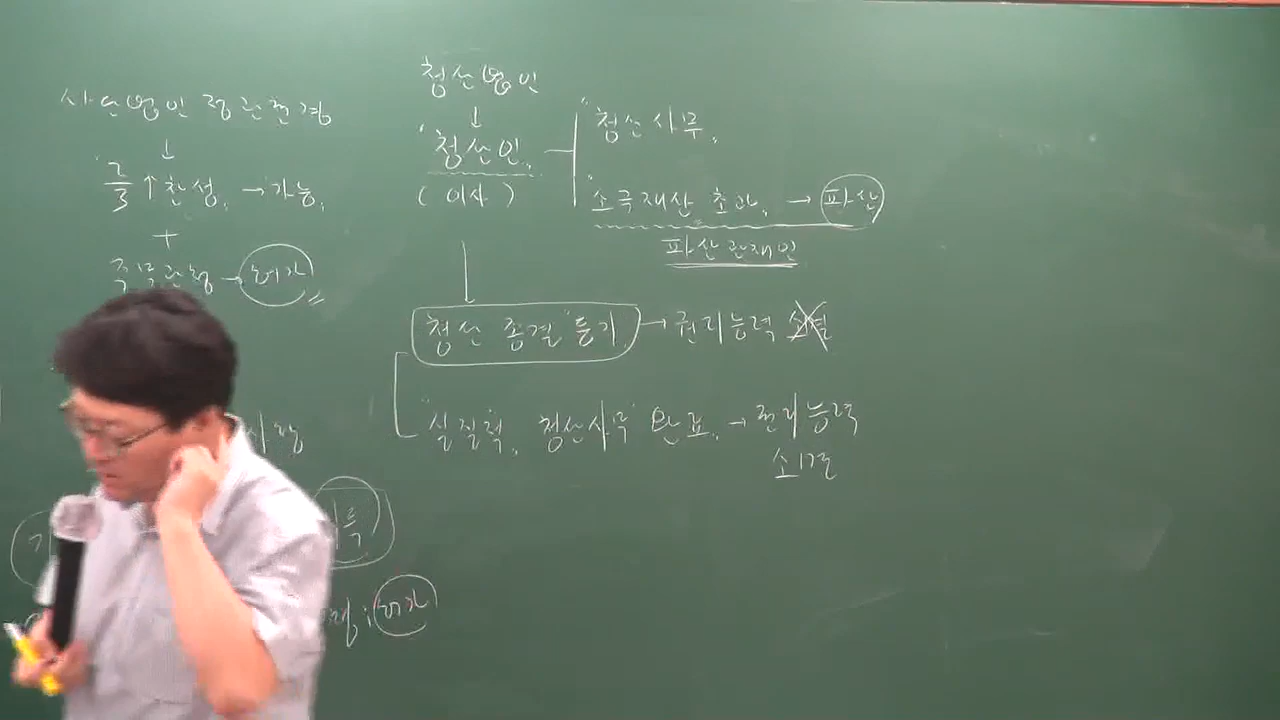 사단법인 정관변경
↓
2/3 ↑ 찬성 → 가능
+
주무관청 → 허가
허가
청산법인
↓
"청산인"
(이사)
"청산사무"
"소극재산 초과" → 파산
파산관재인
↓
청산 종결 "등기" → 권리능력 소멸
"실질적" 청산사무 완료 → 권리능력
소멸